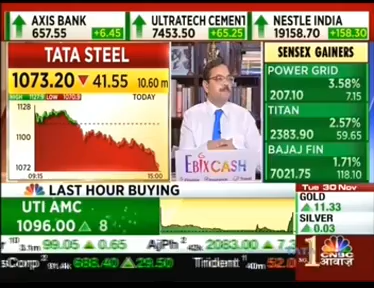 AXIS BANK
657.55 +6.45
ULTRATECH CEMENT
7453.50 +65.25
NESTLE INDIA
19158.70 +158.30
TATA STEEL
1073.20 ▼ 41.55 10.60 m
1128
TODAY
1100
1072
09:15 15:00
EbixCash
SENSEX GAINERS
POWER GRID
3.58%
207.10 7.15
TITAN
2.57%
2383.90 59.65
BAJAJ FIN
1.71%
7021.75 118.10
LAST HOUR BUYING
UTI AMC
1096.00 ▲ 8
Tue 30 Nov
GOLD
▲ 11.33
SILVER
▲ 0.03
99.05 ▲ 0.65
2083.00 ▲ 7.3
688.40 ▲ 29.50
NO. 1
CNBC
आवाज़